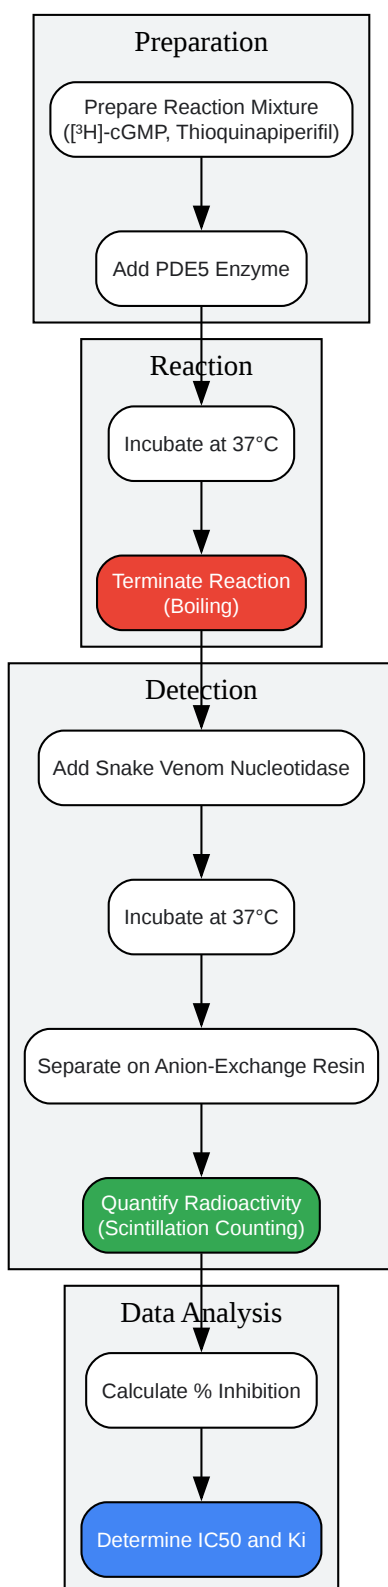 Preparation
Prepare Reaction Mixture
([³H]-cGMP, Thioquinapiperifil)
Add PDE5 Enzyme
Reaction
Incubate at 37°C
Terminate Reaction
(Boiling)
Detection
Add Snake Venom Nucleotidase
Incubate at 37°C
Separate on Anion-Exchange Resin
Quantify Radioactivity
(Scintillation Counting)
Data Analysis
Calculate % Inhibition
Determine IC50 and Ki